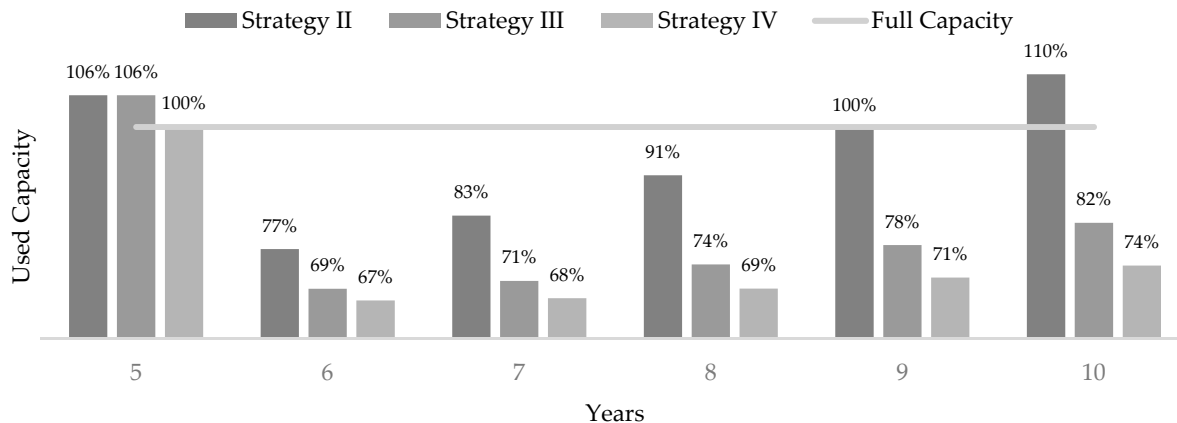 Strategy II Strategy III Strategy IV Full Capacity
106% 106% 100% 77% 69% 67% 83% 71% 68% 91% 74% 69% 100% 78% 71% 110% 82% 74%
Used Capacity
5 6 7 8 9 10
Years